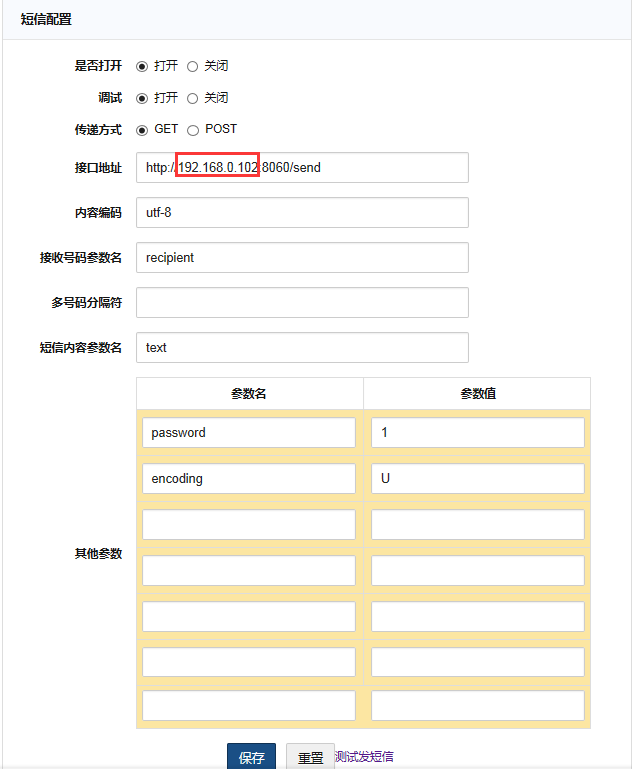 短信配置
是否打开 打开 关闭
调试 打开 关闭
传递方式 GET POST
接口地址 http://192.168.0.102:8060/send
内容编码 utf-8
接收号码参数名 recipient
多号码分隔符
短信内容参数名 text
参数名 参数值
password 1
encoding U
其他参数
保存 重置 测试发短信